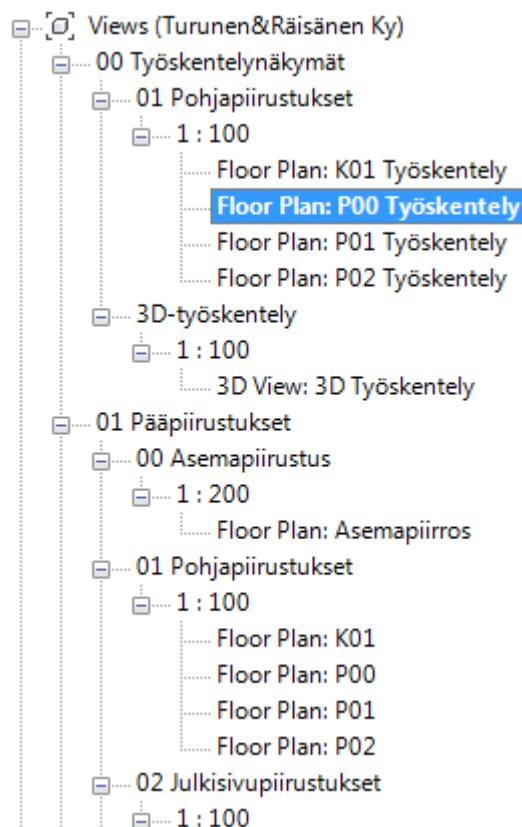 Views (Turunen&Räisänen Ky)
00 Työskentelynäkymät
01 Pohjapiirustukset
1 : 100
Floor Plan: K01 Työskentely
Floor Plan: P00 Työskentely
Floor Plan: P01 Työskentely
Floor Plan: P02 Työskentely
3D-työskentely
1 : 100
3D View: 3D Työskentely
01 Pääpiirustukset
00 Asemapiirustus
1 : 200
Floor Plan: Asemapiirros
01 Pohjapiirustukset
1 : 100
Floor Plan: K01
Floor Plan: P00
Floor Plan: P01
Floor Plan: P02
02 Julkisivupiirustukset
1 : 100